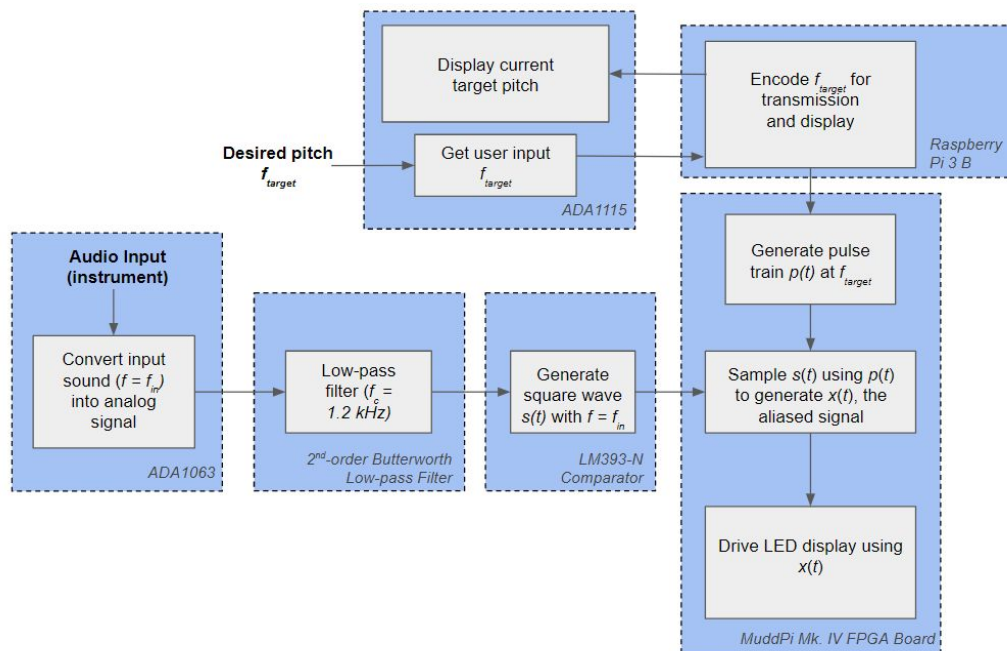 Display current
target pitch
Encode f_target for
transmission
and display
Raspberry
Pi 3 B
Desired pitch
f_target
Get user input
f_target
ADA1115
Audio Input
(instrument)
Convert input
sound (f = f_in)
into analog
signal
ADA1063
Low-pass
filter (f_c =
1.2 kHz)
2nd-order Butterworth
Low-pass Filter
Generate
square wave
s(t) with f = f_in
LM393-N
Comparator
Generate pulse
train p(t) at f_target
Sample s(t) using p(t)
to generate x(t), the
aliased signal
Drive LED display using
x(t)
MuddPi Mk. IV FPGA Board